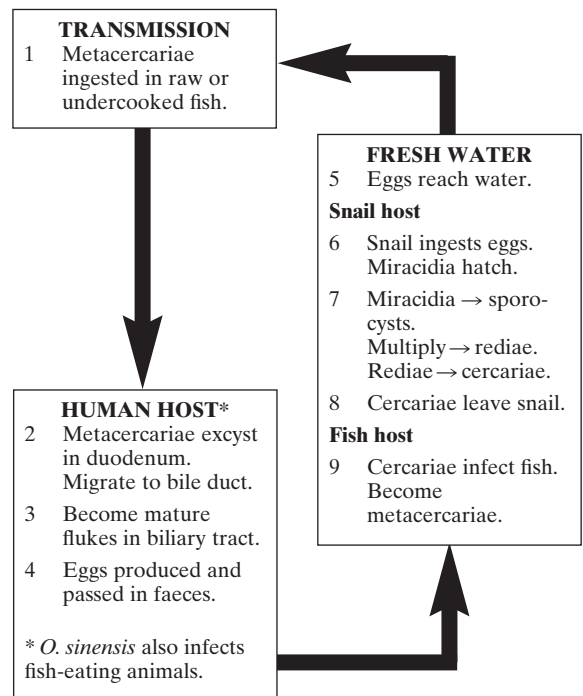 TRANSMISSION
1 Metacercariae
ingested in raw or
undercooked fish.
HUMAN HOST*
2 Metacercariae excyst
in duodenum.
Migrate to bile duct.
3 Become mature
flukes in biliary tract.
4 Eggs produced and
passed in faeces.
* O. sinensis also infects
fish-eating animals.
FRESH WATER
5 Eggs reach water.
Snail host
6 Snail ingests eggs.
Miracidia hatch.
7 Miracidia → sporo-
cysts.
Multiply → rediae.
Rediae → cercariae.
8 Cercariae leave snail.
Fish host
9 Cercariae infect fish.
Become
metacercariae.